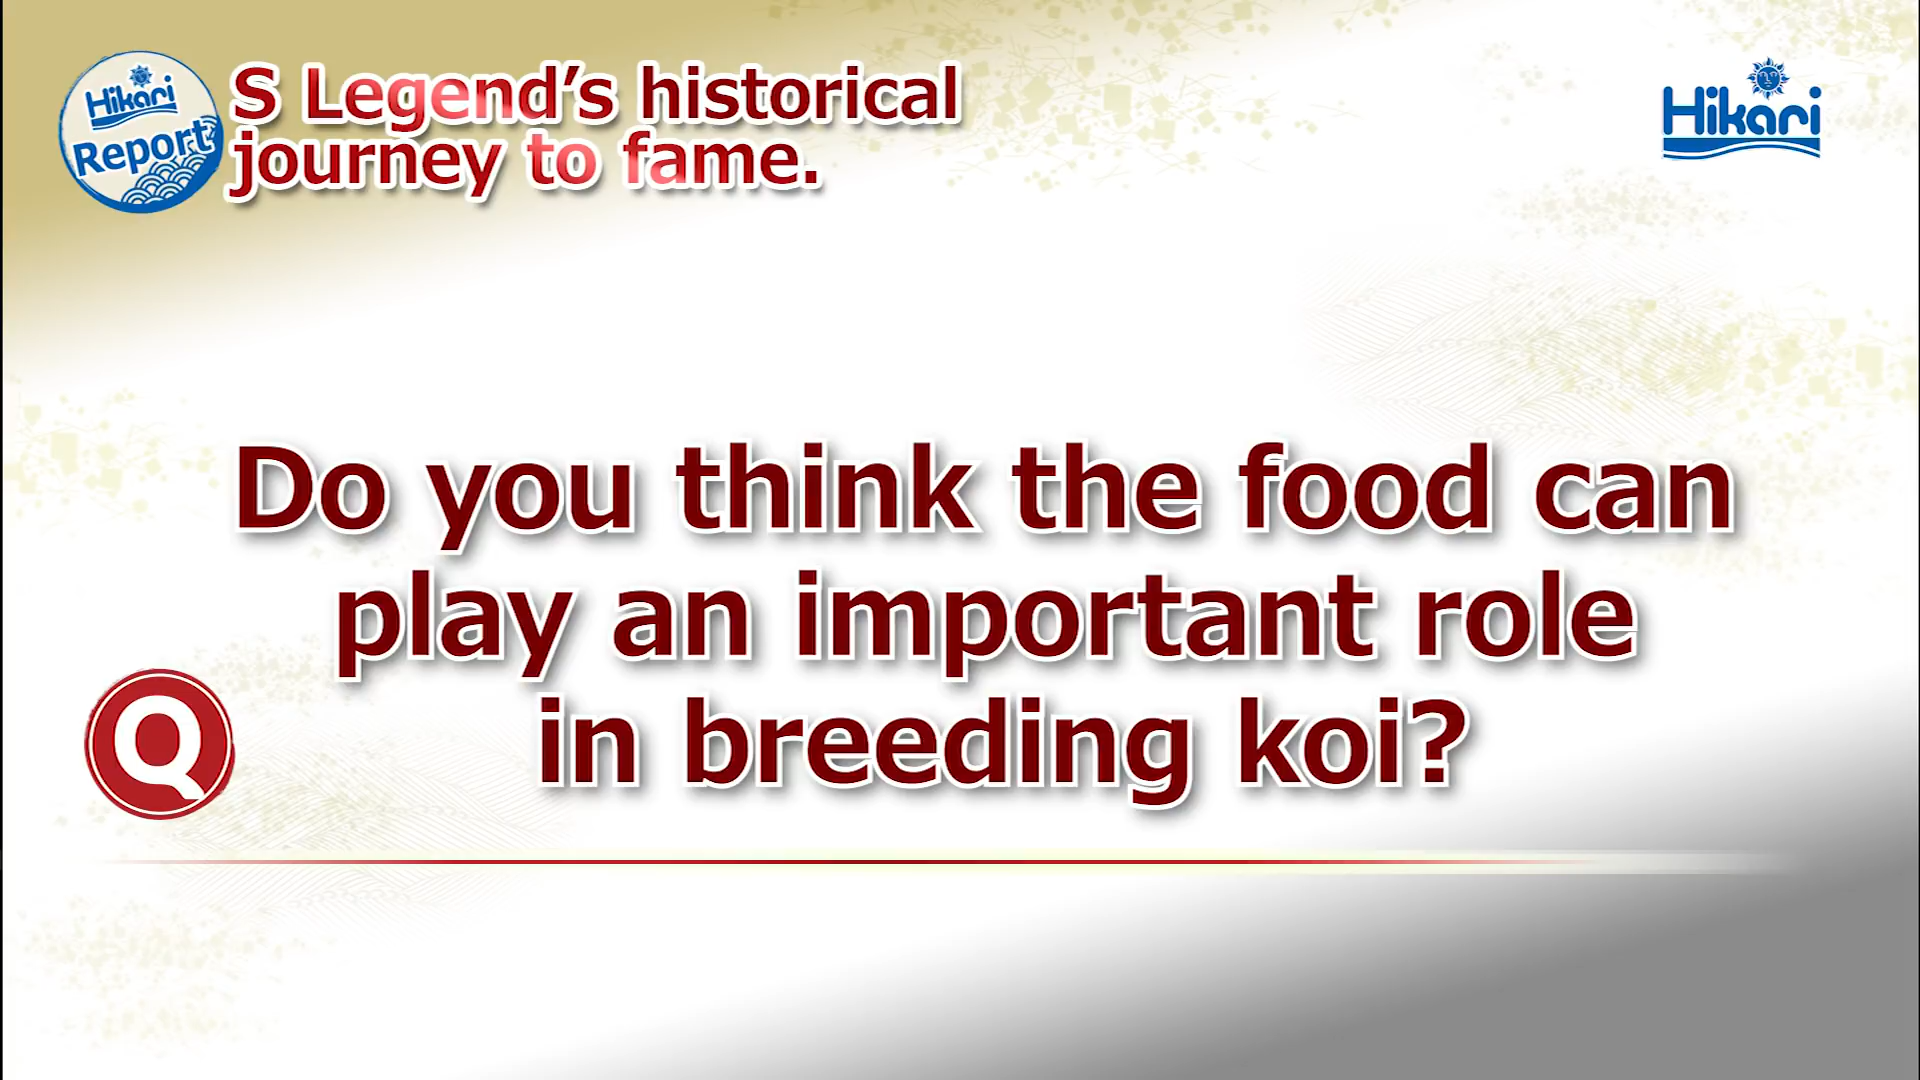 Hikari
Report
S Legend’s historical
journey to fame.
Hikari
Do you think the food can
play an important role
in breeding koi?
Q